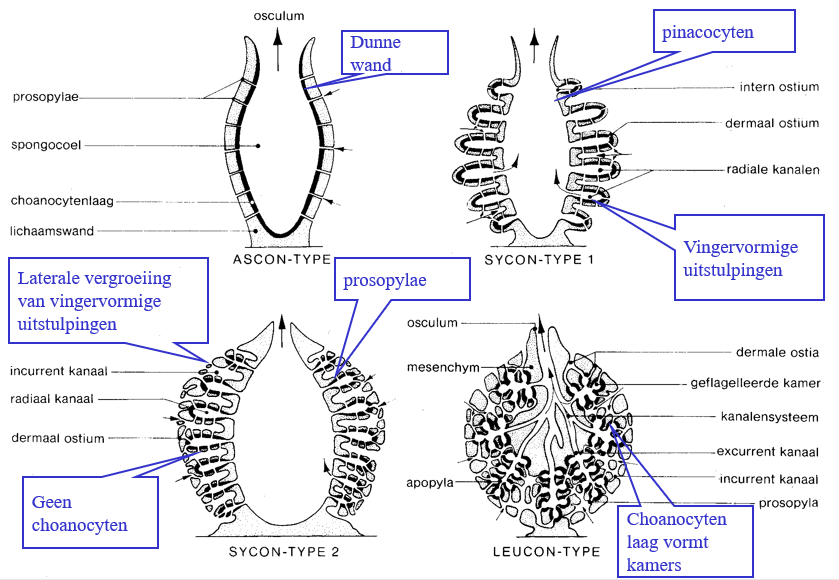 osculum
Dunne
wand
prosopylae
spongocoel
choanocytenlaag
lichaamswand
ASCON-TYPE
pinacocyten
intern ostium
dermaal ostium
radiale kanalen
Vingervormige
uitstulpingen
SYCON-TYPE 1
Laterale vergroeiing
van vingervormige
uitstulpingen
prosopylae
incurrent kanaal
radiaal kanaal
dermaal ostium
Geen
choanocyten
SYCON-TYPE 2
osculum
mesenchym
apopyla
dermale ostia
geflagelleerde kamer
kanalensysteem
excurrent kanaal
incurrent kanaal
prosopyla
Choanocyten
laag vormt
kamers
LEUCON-TYPE